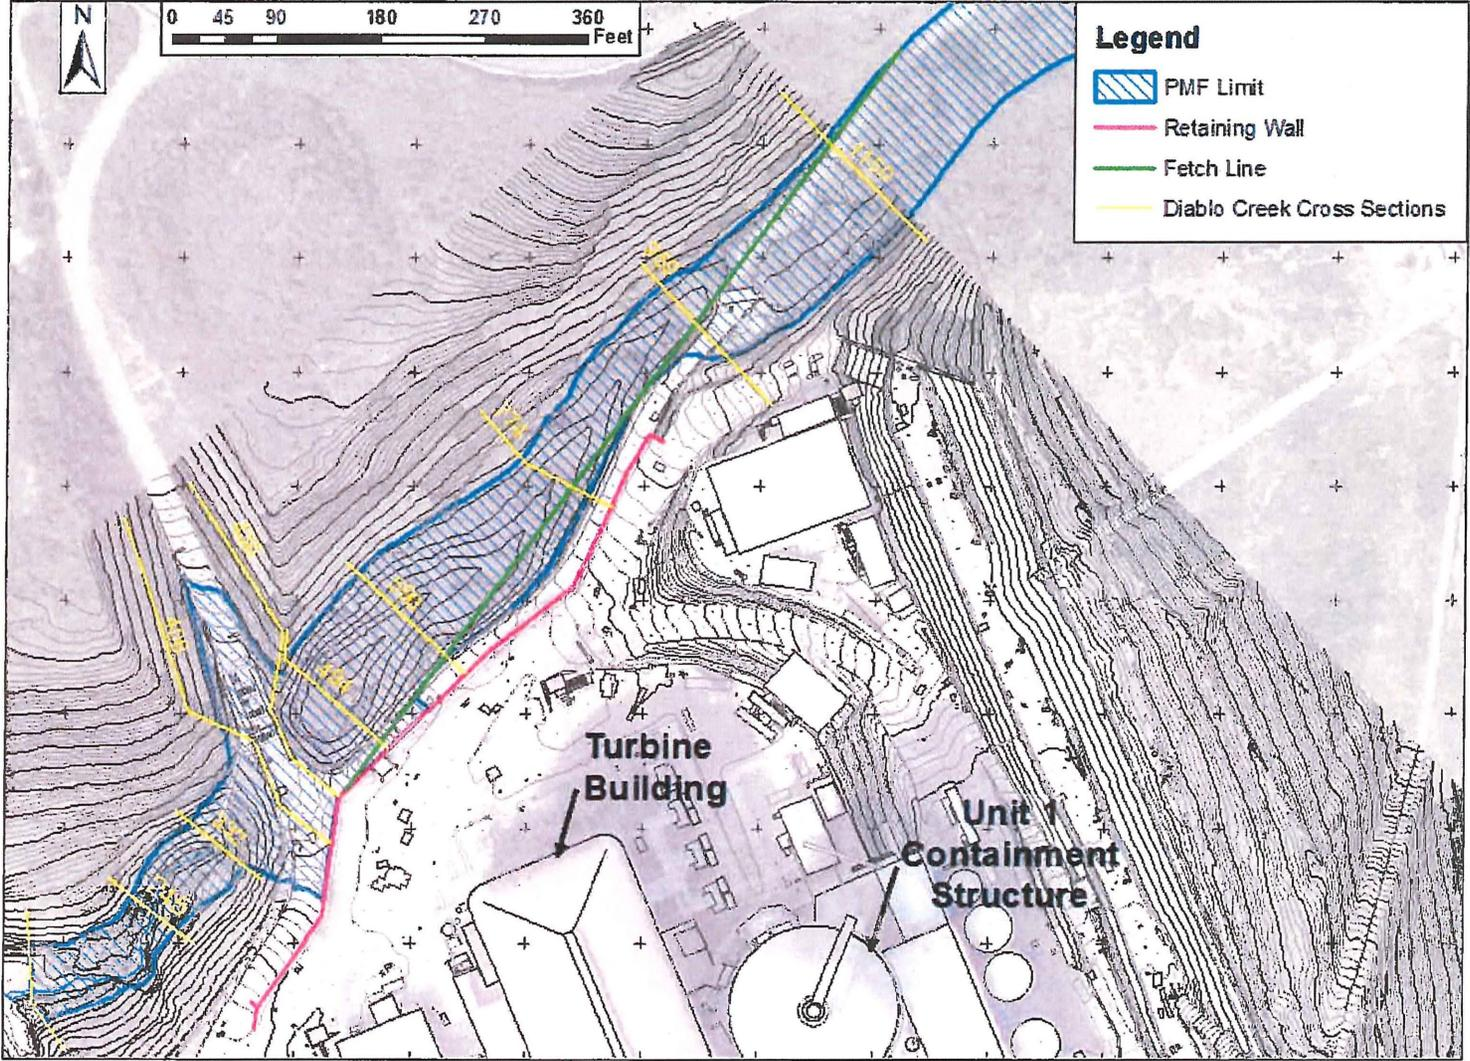 N
0 45 90 180 270 360
Feet
Legend
PMF Limit
Retaining Wall
Fetch Line
Diablo Creek Cross Sections
Turbine
Building
Unit 1
Containment
Structure